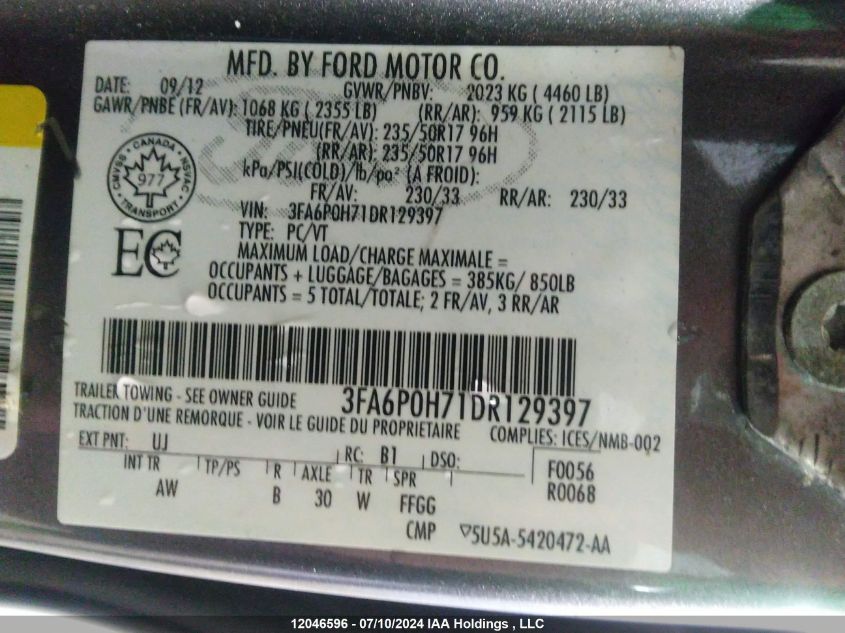 MFD. BY FORD MOTOR CO.
DATE: 09/12 GVWR/PNBV: 2023 KG ( 4460 LB)
GAWR/PNBE (FR/AV): 1068 KG ( 2355 LB) (RR/AR): 959 KG ( 2115 LB)
TIRE/PNEU(FR/AV): 235/50R17 96H
(RR/AR): 235/50R17 96H
kPa/PSI(COLD)/lb/po² (A FROID):
FR/AV: 230/33 RR/AR: 230/33
CMVSS CANADA NSVAC
977
TRANSPORT
VIN: 3FA6P0H71DR129397
TYPE: PC/VT
EC
MAXIMUM LOAD/CHARGE MAXIMALE =
OCCUPANTS + LUGGAGE/BAGAGES = 385KG/ 850LB
OCCUPANTS = 5 TOTAL/TOTALE; 2 FR/AV, 3 RR/AR
TRAILER TOWING - SEE OWNER GUIDE 3FA6P0H71DR129397
TRACTION D'UNE REMORQUE - VOIR LE GUIDE DU PROPRIETAIRE
COMPLIES: ICES/NMB-002
EXT PNT: UJ RC: B1 DSO: F0056
INT TR TP/PS R AXLE TR SPR R0068
AW B 30 W FFGG
CMP ▽5U5A-5420472-AA
12046596 - 07/10/2024 IAA Holdings , LLC